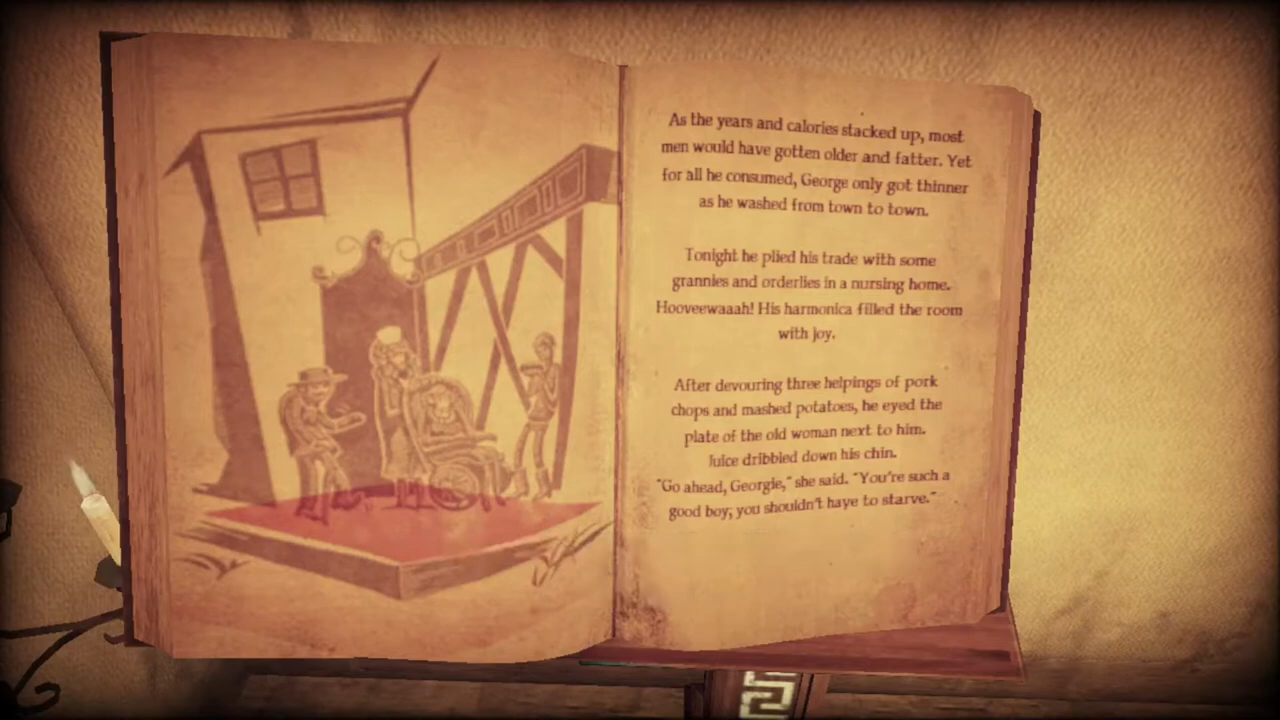 As the years and calories stacked up, most
men would have gotten older and fatter. Yet
for all he consumed, George only got thinner
as he washed from town to town.
Tonight he plied his trade with some
grannies and orderlies in a nursing home.
Hooveewaaah! His harmonica filled the room
with joy.
After devouring three helpings of pork
chops and mashed potatoes, he eyed the
plate of the old woman next to him.
Juice dribbled down his chin.
"Go ahead, Georgie," she said. "You're such a
good boy, you shouldn't have to starve."